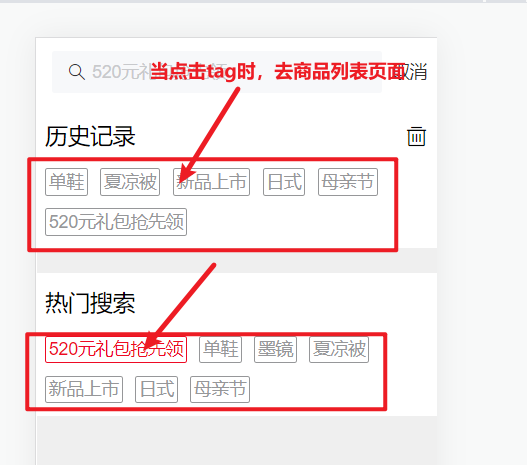 520元礼
当点击tag时，去商品列表页面
取消
历史记录
单鞋 夏凉被 新品上市 日式 母亲节
520元礼包抢先领
热门搜索
520元礼包抢先领 单鞋 墨镜 夏凉被
新品上市 日式 母亲节